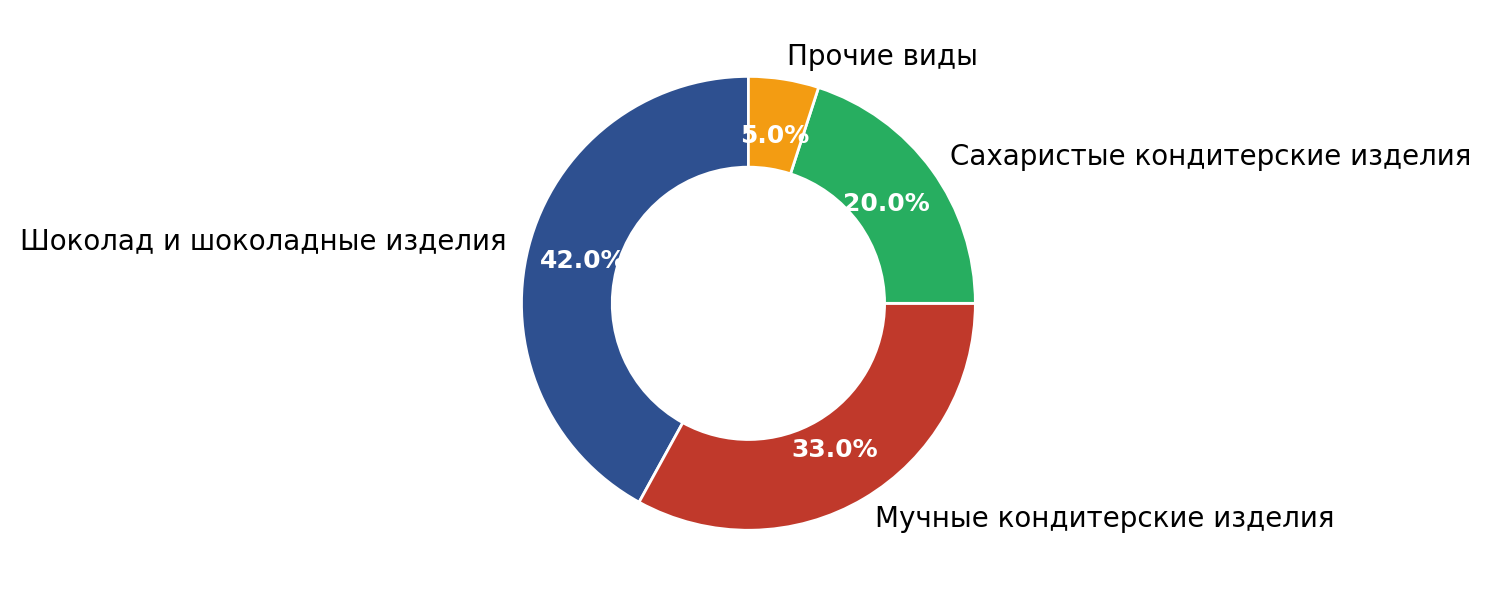 Прочие виды
5.0%
Сахаристые кондитерские изделия
20.0%
Шоколад и шоколадные изделия
42.0%
33.0%
Мучные кондитерские изделия